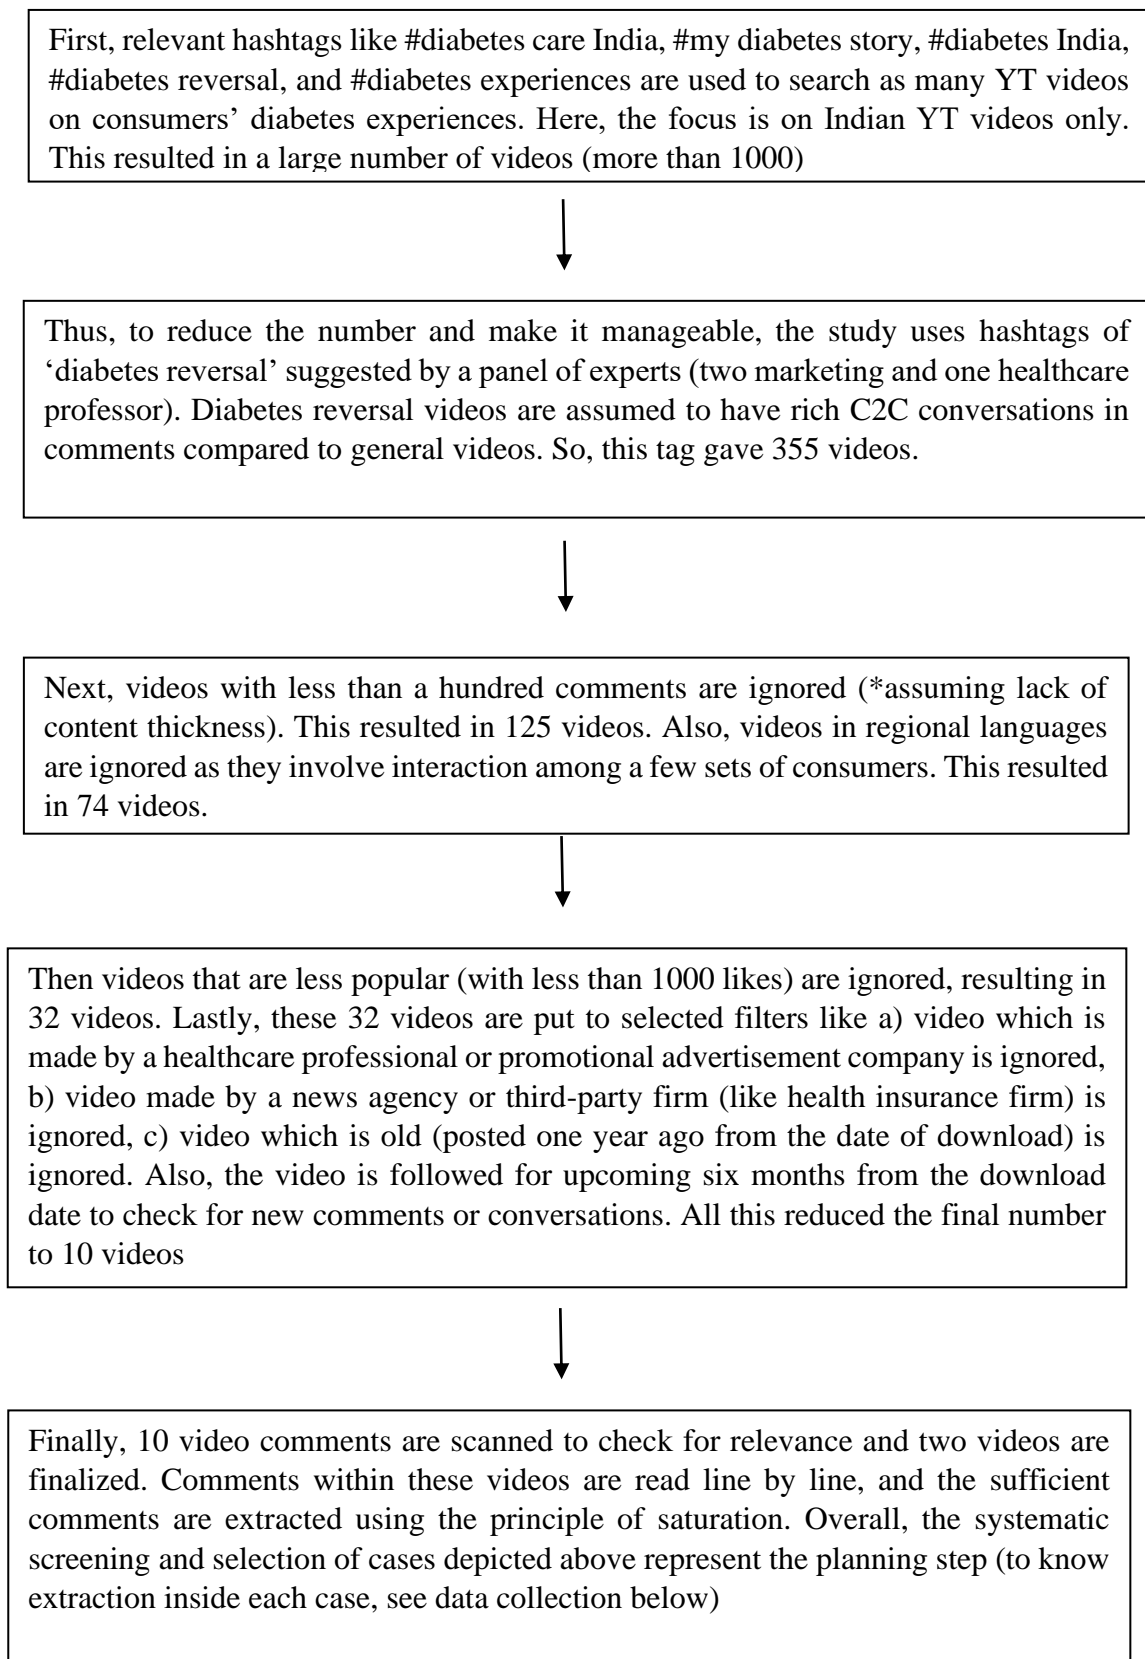 First, relevant hashtags like #diabetes care India, #my diabetes story, #diabetes India,
#diabetes reversal, and #diabetes experiences are used to search as many YT videos
on consumers’ diabetes experiences. Here, the focus is on Indian YT videos only.
This resulted in a large number of videos (more than 1000)
Thus, to reduce the number and make it manageable, the study uses hashtags of
‘diabetes reversal’ suggested by a panel of experts (two marketing and one healthcare
professor). Diabetes reversal videos are assumed to have rich C2C conversations in
comments compared to general videos. So, this tag gave 355 videos.
Next, videos with less than a hundred comments are ignored (*assuming lack of
content thickness). This resulted in 125 videos. Also, videos in regional languages
are ignored as they involve interaction among a few sets of consumers. This resulted
in 74 videos.
Then videos that are less popular (with less than 1000 likes) are ignored, resulting in
32 videos. Lastly, these 32 videos are put to selected filters like a) video which is
made by a healthcare professional or promotional advertisement company is ignored,
b) video made by a news agency or third-party firm (like health insurance firm) is
ignored, c) video which is old (posted one year ago from the date of download) is
ignored. Also, the video is followed for upcoming six months from the download
date to check for new comments or conversations. All this reduced the final number
to 10 videos
Finally, 10 video comments are scanned to check for relevance and two videos are
finalized. Comments within these videos are read line by line, and the sufficient
comments are extracted using the principle of saturation. Overall, the systematic
screening and selection of cases depicted above represent the planning step (to know
extraction inside each case, see data collection below)